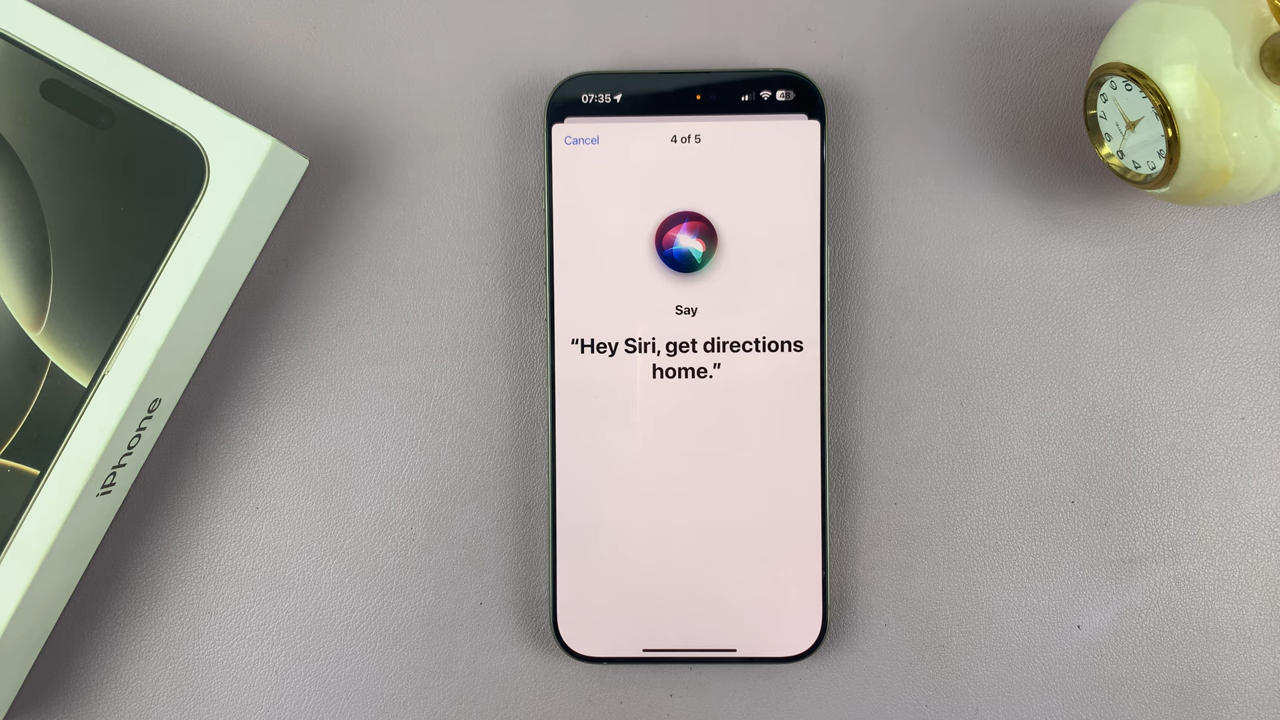 07:35
48
Cancel
4 of 5
Say
“Hey Siri, get directions
home.”
iPhone